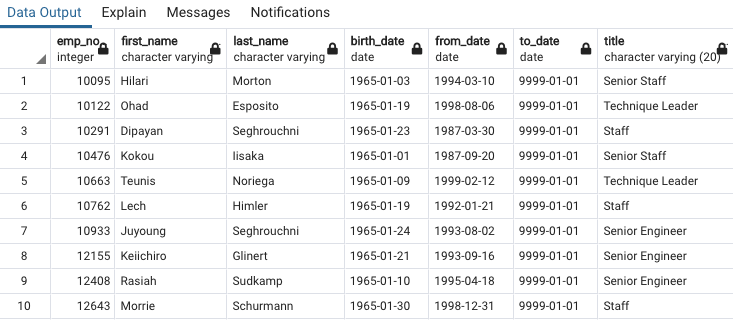 Data Output Explain Messages Notifications
emp_no first_name last_name birth_date from_date to_date title
integer character varying character varying date date date character varying (20)
1 10095 Hilari Morton 1965-01-03 1994-03-10 9999-01-01 Senior Staff
2 10122 Ohad Esposito 1965-01-19 1998-08-06 9999-01-01 Technique Leader
3 10291 Dipayan Seghrouchni 1965-01-23 1987-03-30 9999-01-01 Staff
4 10476 Kokou Iisaka 1965-01-01 1987-09-20 9999-01-01 Senior Staff
5 10663 Teunis Noriega 1965-01-09 1999-02-12 9999-01-01 Technique Leader
6 10762 Lech Himler 1965-01-19 1992-01-21 9999-01-01 Staff
7 10933 Juyoung Seghrouchni 1965-01-24 1993-08-02 9999-01-01 Senior Engineer
8 12155 Keiichiro Glinert 1965-01-21 1993-09-16 9999-01-01 Senior Engineer
9 12408 Rasiah Sudkamp 1965-01-10 1995-04-18 9999-01-01 Senior Engineer
10 12643 Morrie Schurmann 1965-01-30 1998-12-31 9999-01-01 Staff